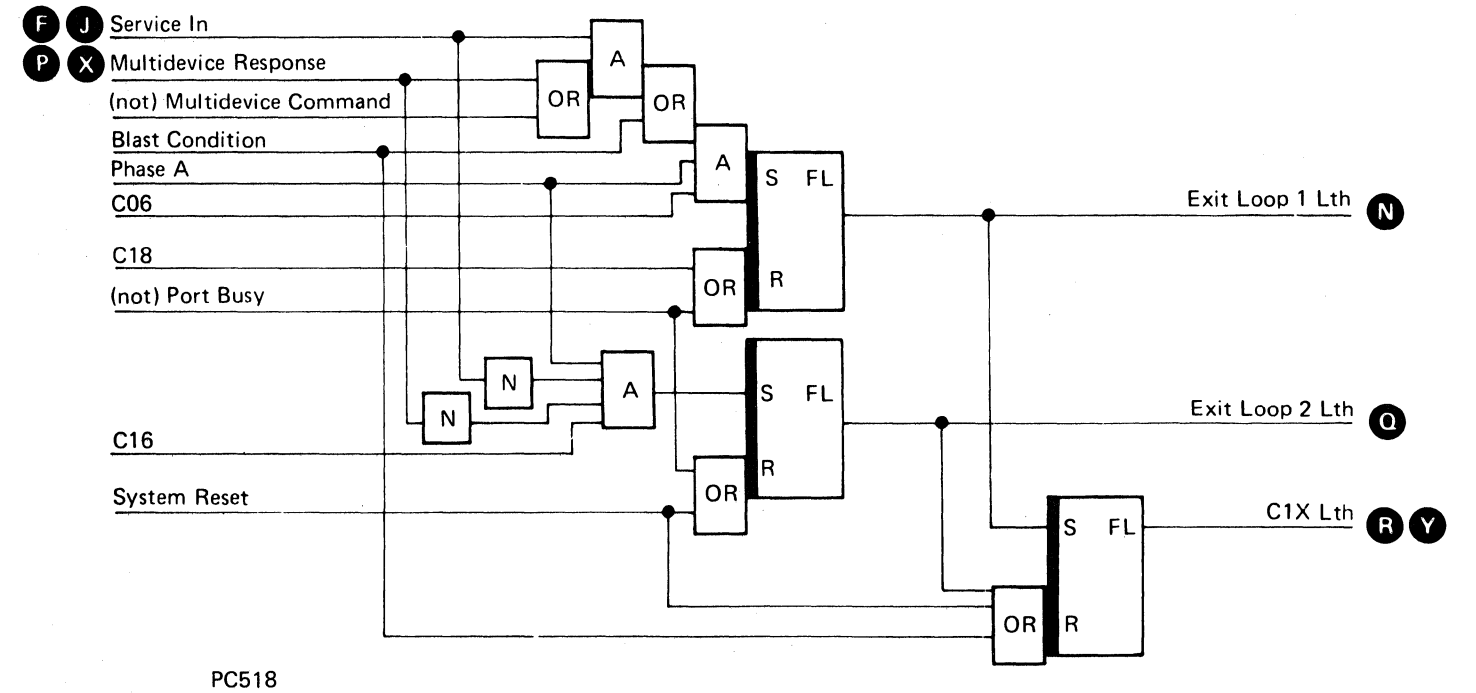 F J Service In
P X Multidevice Response
(not) Multidevice Command
Blast Condition
Phase A
C06
C18
(not) Port Busy
C16
System Reset
A
OR
OR
A
S FL
R
OR
Exit Loop 1 Lth N
N
N
A
S FL
R
OR
Exit Loop 2 Lth Q
S FL
R
OR
C1X Lth R Y
PC518